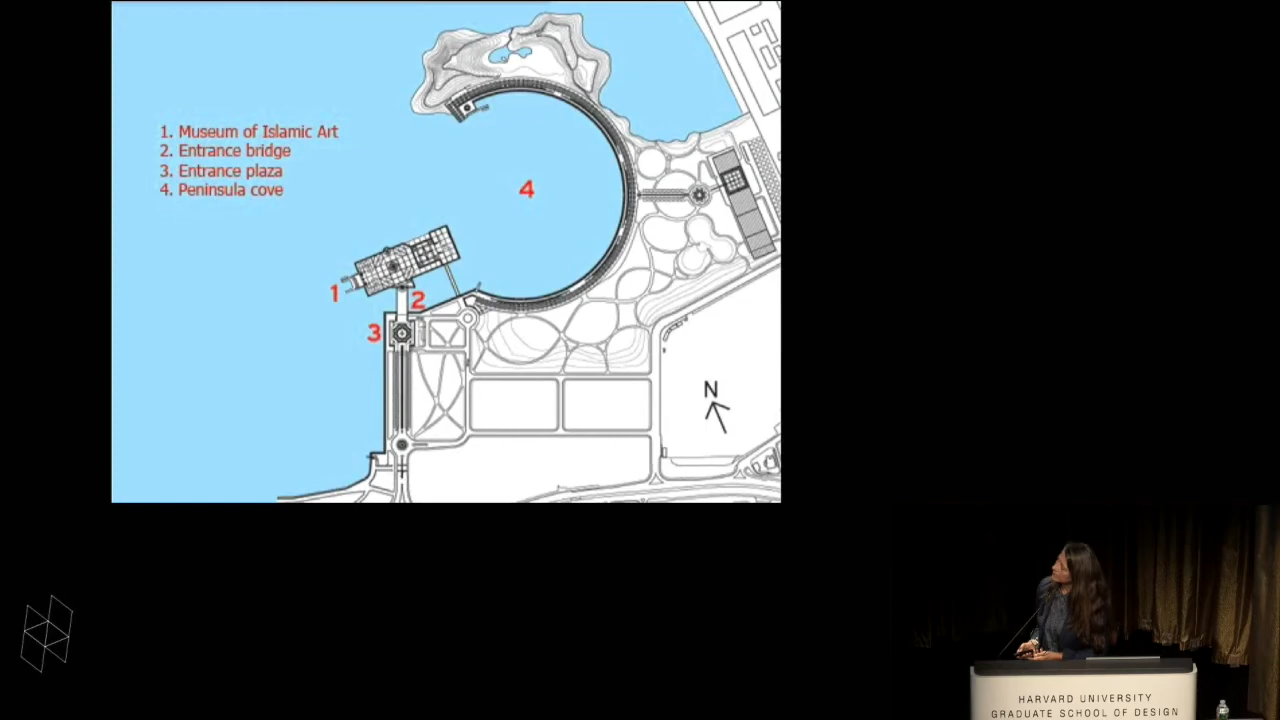 1. Museum of Islamic Art
2. Entrance bridge
3. Entrance plaza
4. Peninsula cove
4
1
2
3
N
HARVARD UNIVERSITY
GRADUATE SCHOOL OF DESIGN